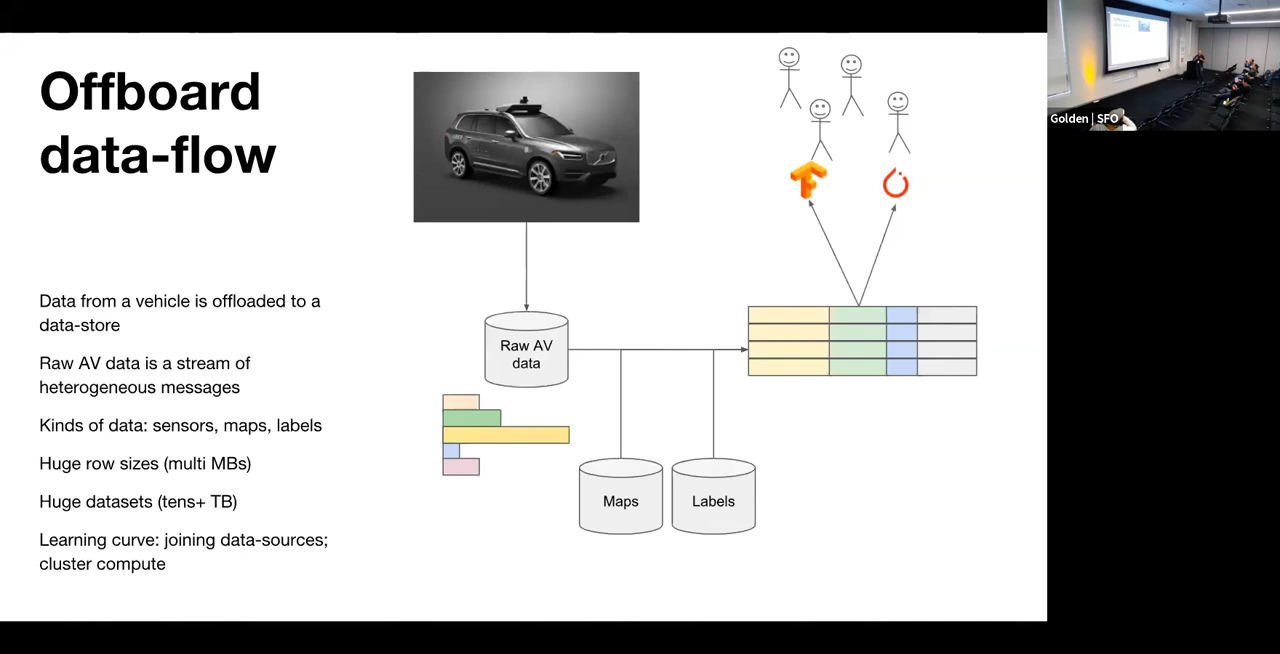 Offboard
data-flow
Data from a vehicle is offloaded to a
data-store
Raw AV data is a stream of
heterogeneous messages
Kinds of data: sensors, maps, labels
Huge row sizes (multi MBs)
Huge datasets (tens+ TB)
Learning curve: joining data-sources;
cluster compute
Raw AV
data
Maps
Labels
Golden | SFO